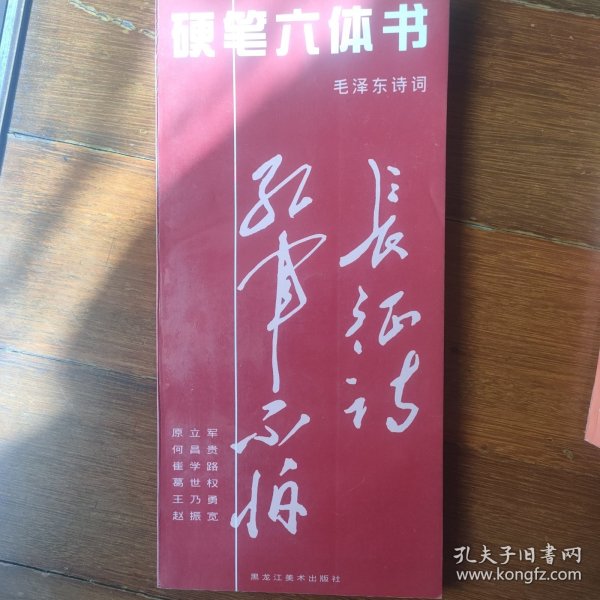 硬笔六体书
毛泽东诗词
长征诗
红军不怕
原立军
何昌贵
崔学路
葛世权
王乃勇
赵振宽
黑龙江美术出版社
孔夫子旧书网
www.kongfz.com